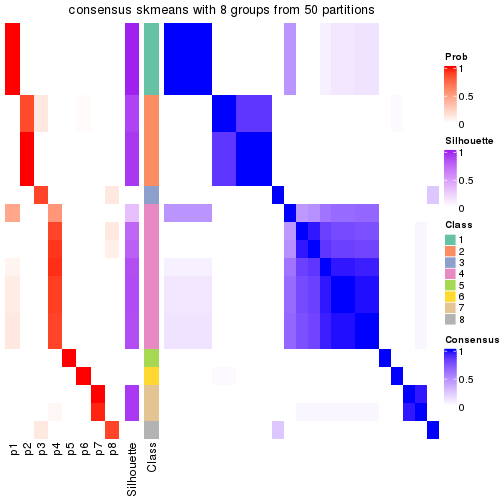 consensus skmeans with 8 groups from 50 partitions
Prob
1
0.5
0
Silhouette
1
0.5
0
Class
1
2
3
4
5
6
7
8
Consensus
1
0.5
0
p1
p2
p3
p4
p5
p6
p7
p8
Silhouette
Class